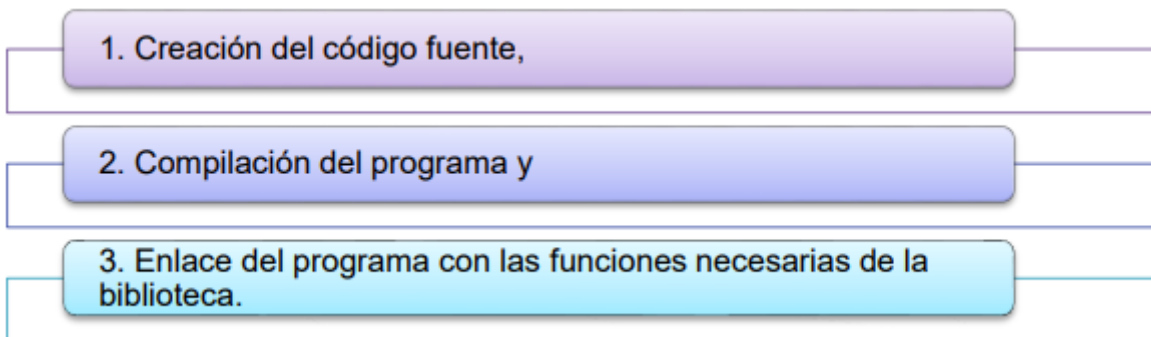 1. Creación del código fuente,
2. Compilación del programa y
3. Enlace del programa con las funciones necesarias de la
biblioteca.